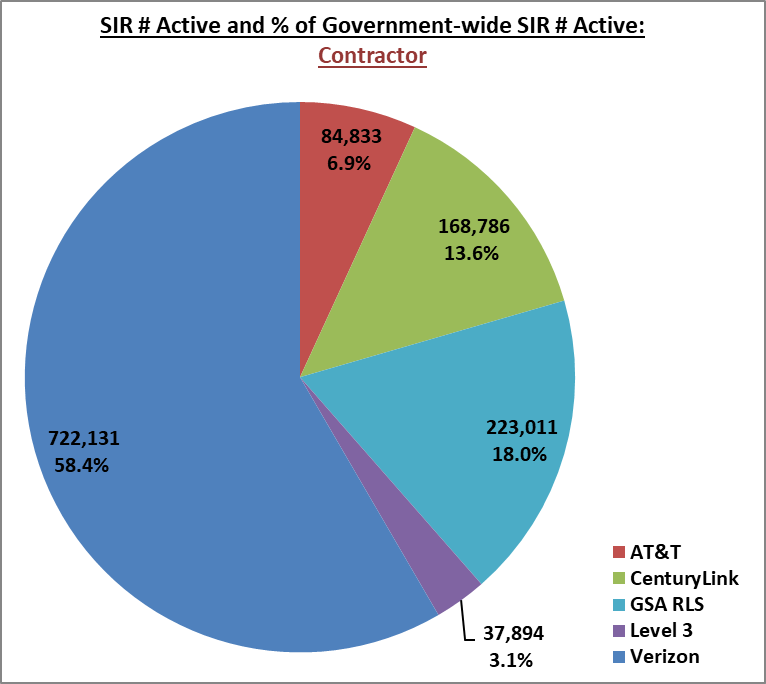 SIR # Active and % of Government-wide SIR # Active:
Contractor
84,833
6.9%
168,786
13.6%
223,011
18.0%
722,131
58.4%
37,894
3.1%
AT&T
CenturyLink
GSA RLS
Level 3
Verizon